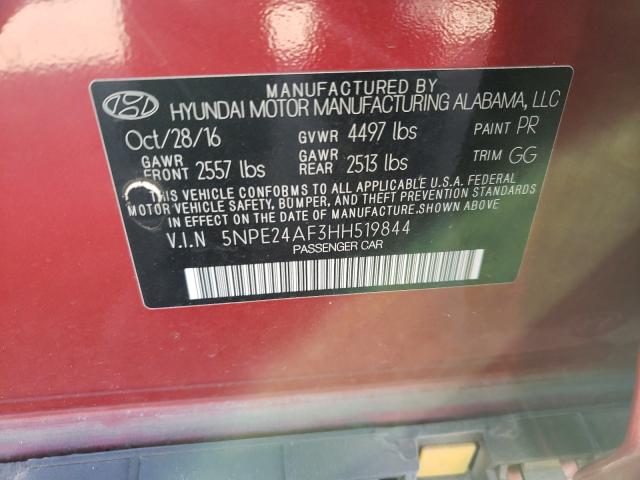 MANUFACTURED BY
HYUNDAI MOTOR MANUFACTURING ALABAMA, LLC
Oct/28/16 GVWR 4497 lbs PAINT PR
GAWR FRONT 2557 lbs GAWR REAR 2513 lbs TRIM GG
THIS VEHICLE CONFORMS TO ALL APPLICABLE U.S.A. FEDERAL
MOTOR VEHICLE SAFETY, BUMPER, AND THEFT PREVENTION STANDARDS
IN EFFECT ON THE DATE OF MANUFACTURE SHOWN ABOVE.
V.I.N 5NPE24AF3HH519844
PASSENGER CAR